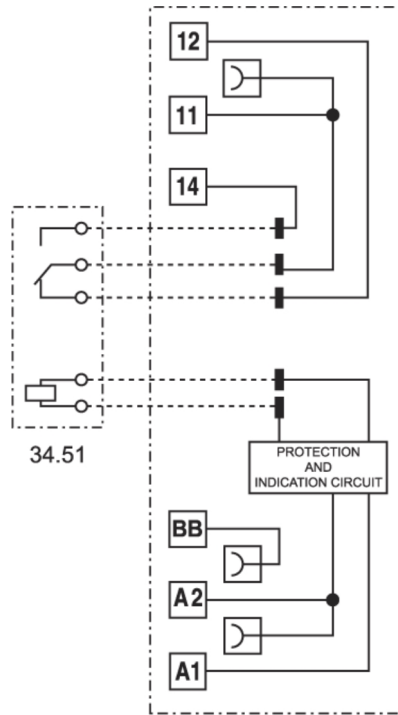 12
11
14
34.51
PROTECTION
AND
INDICATION CIRCUIT
BB
A2
A1